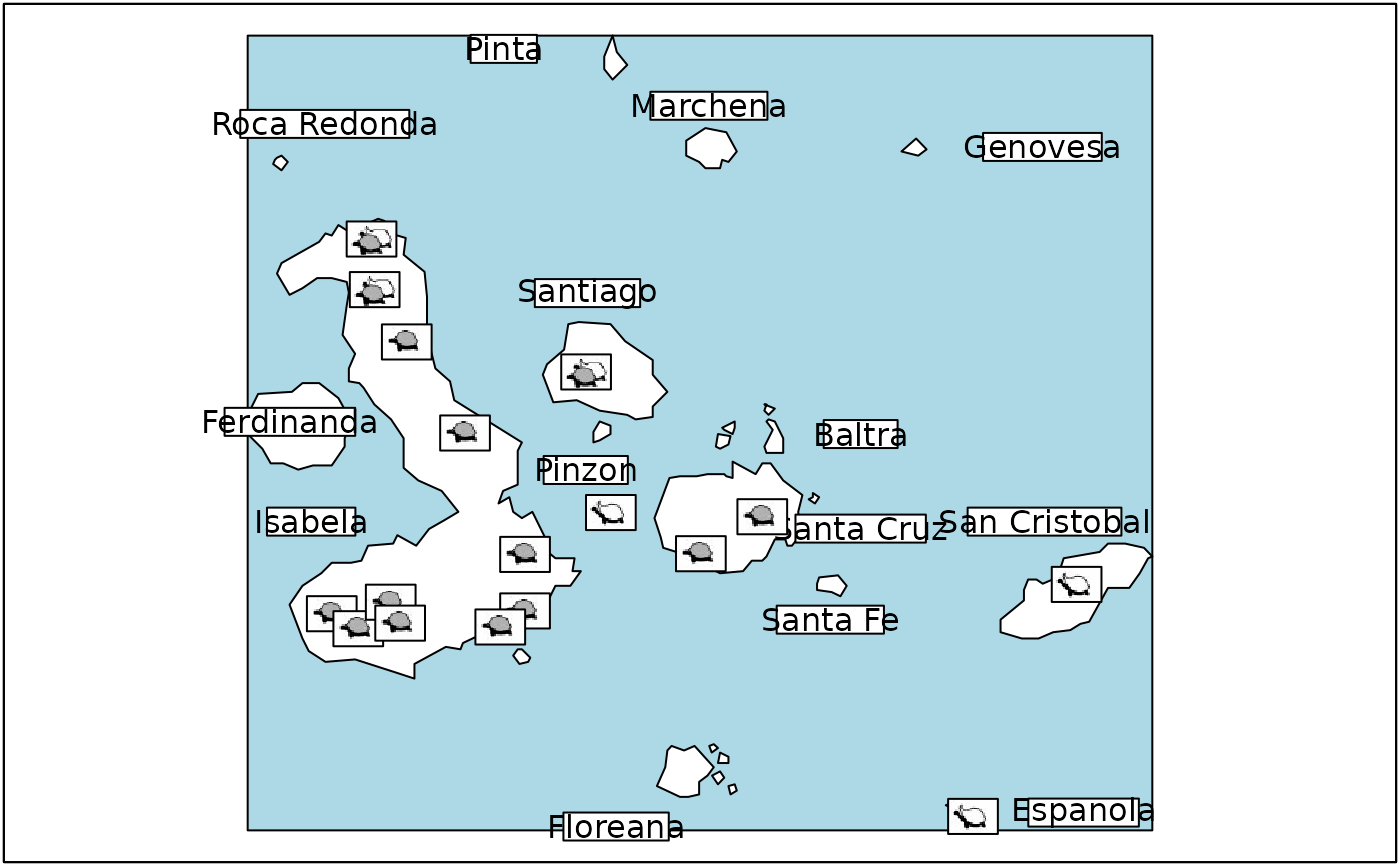 Pinta
Marchena
Roca Redonda
Genovesa
Santiago
Ferdinanda
Baltra
Pinzon
Isabela
Santa Cruz
San Cristobal
Santa Fe
Floreana
Espanola